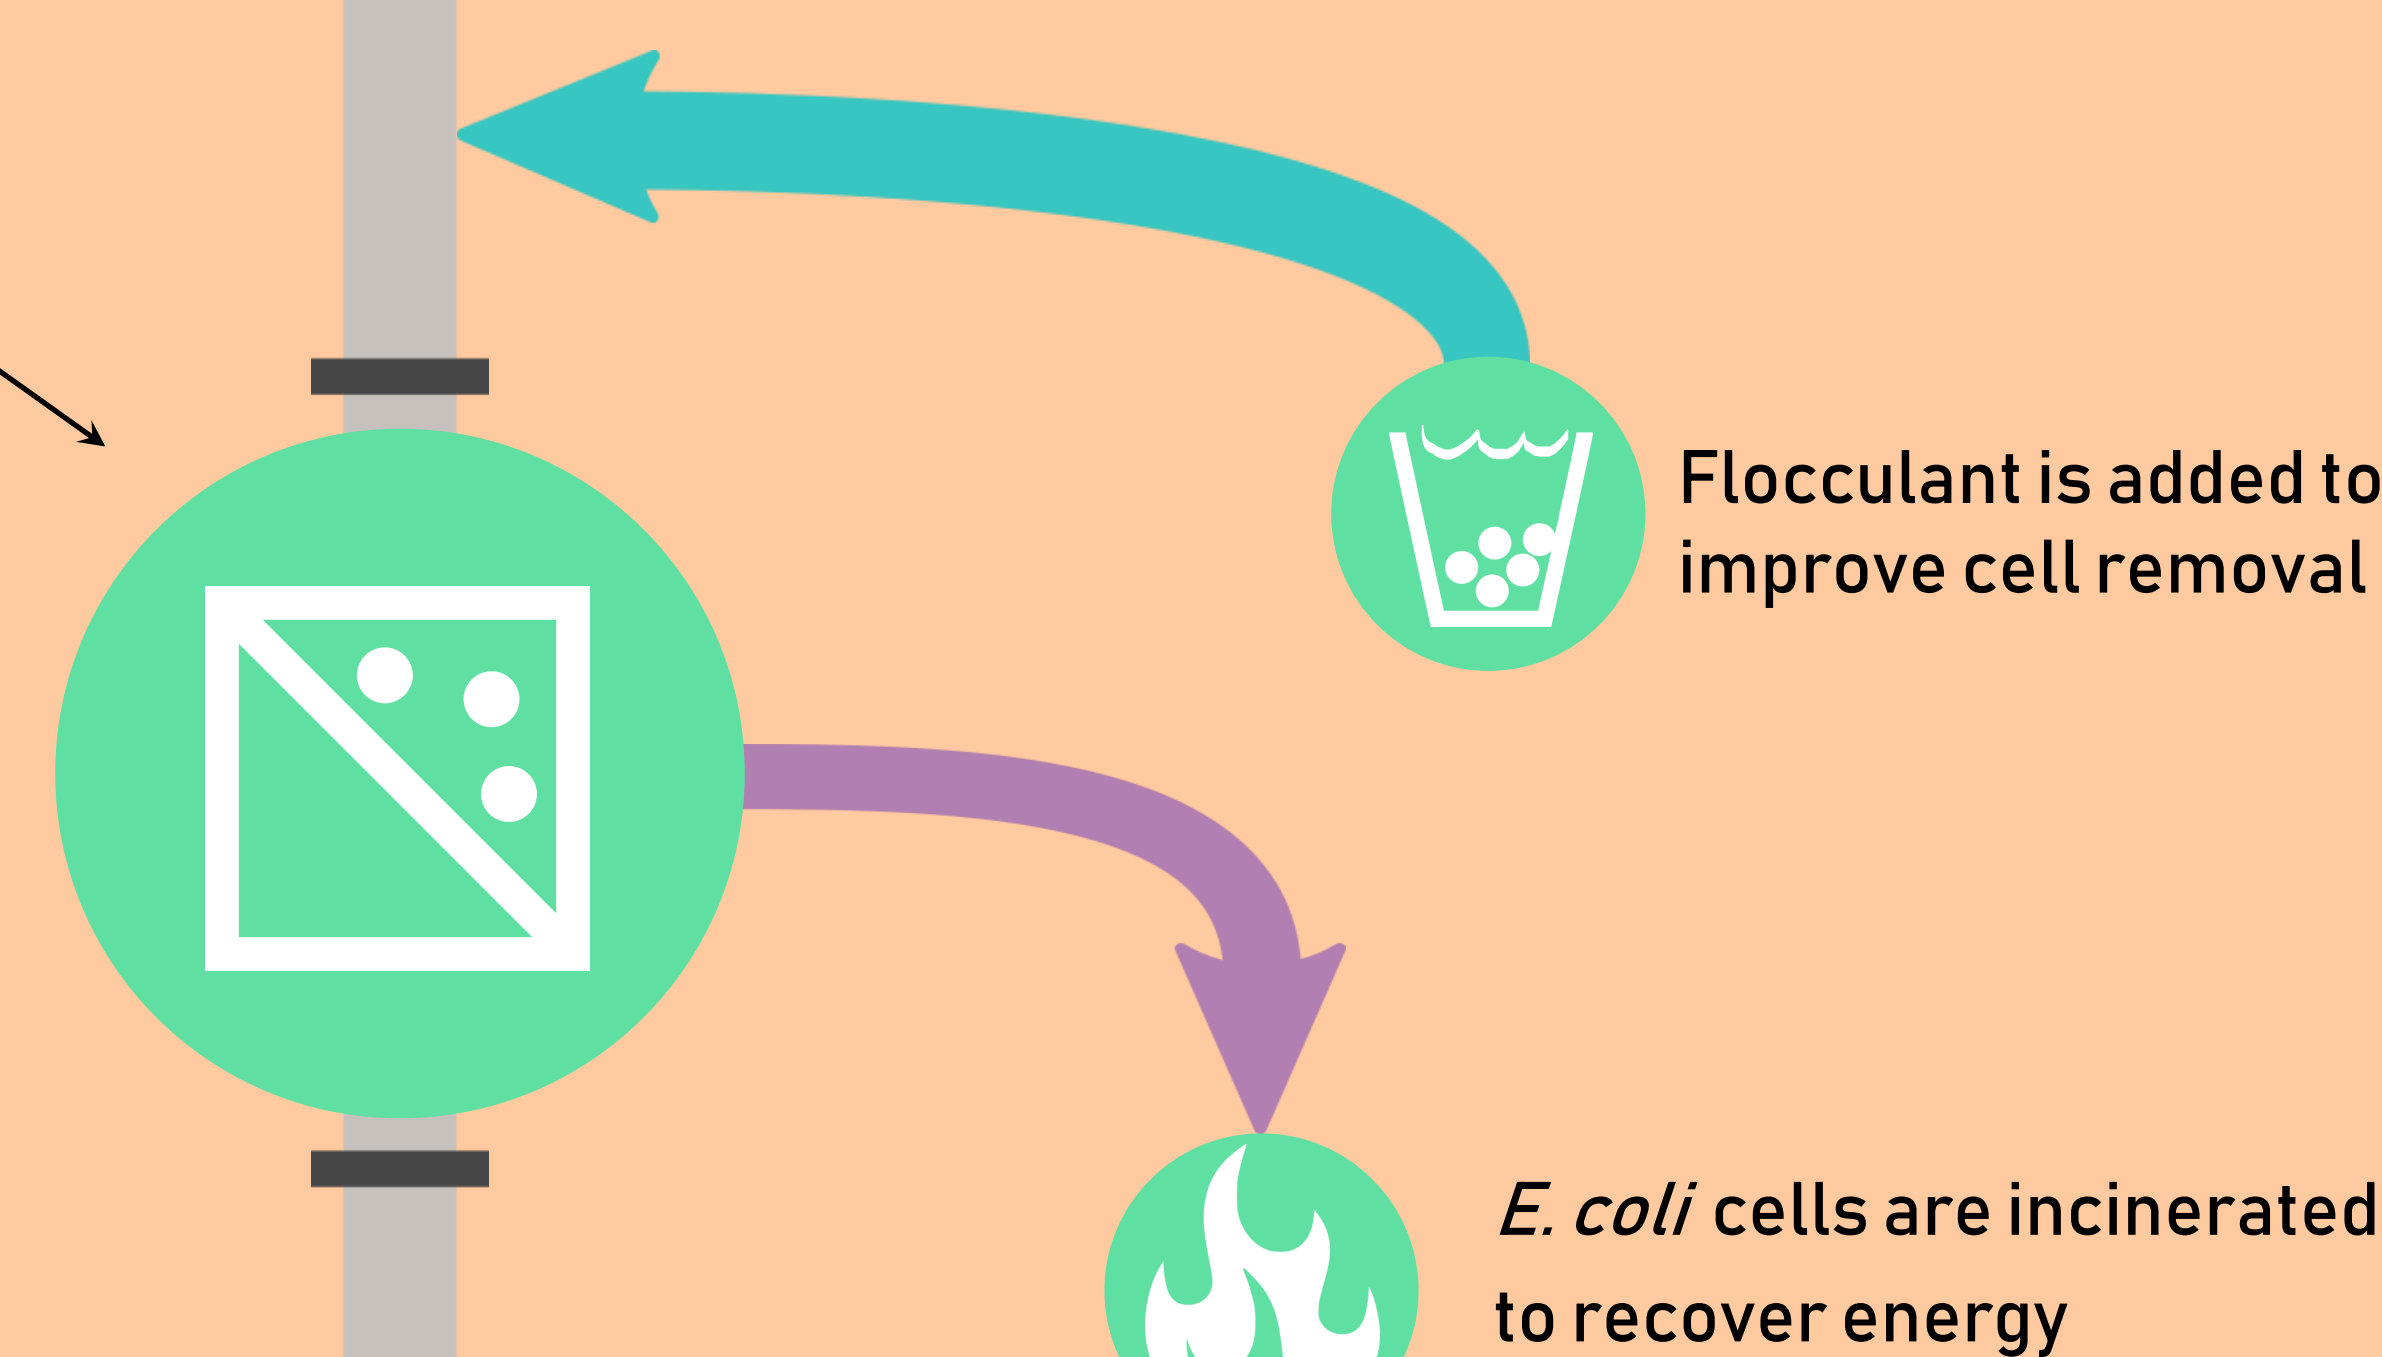 Flocculant is added to
improve cell removal
E. coli cells are incinerated
to recover energy